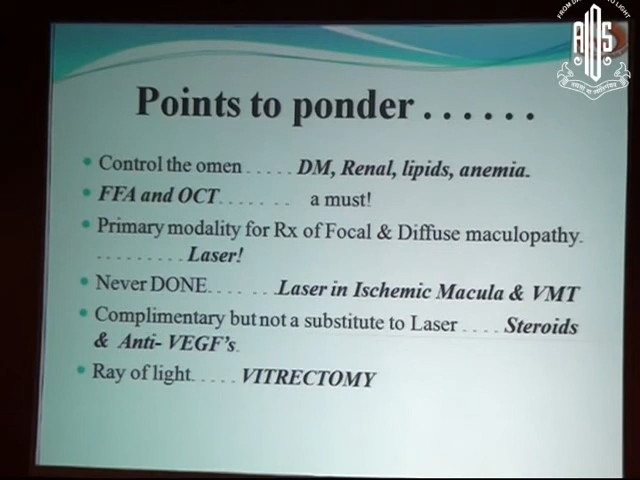 Points to ponder . . . . . .
• Control the omen . . . . . DM, Renal, lipids, anemia.
• FFA and OCT. . . . . . . a must!
• Primary modality for Rx of Focal & Diffuse maculopathy.
. . . . . . . . . Laser!
• Never DONE. . . . . . .Laser in Ischemic Macula & VMT
• Complimentary but not a substitute to Laser . . . . Steroids
& Anti- VEGF's.
• Ray of light. . . . . VITRECTOMY